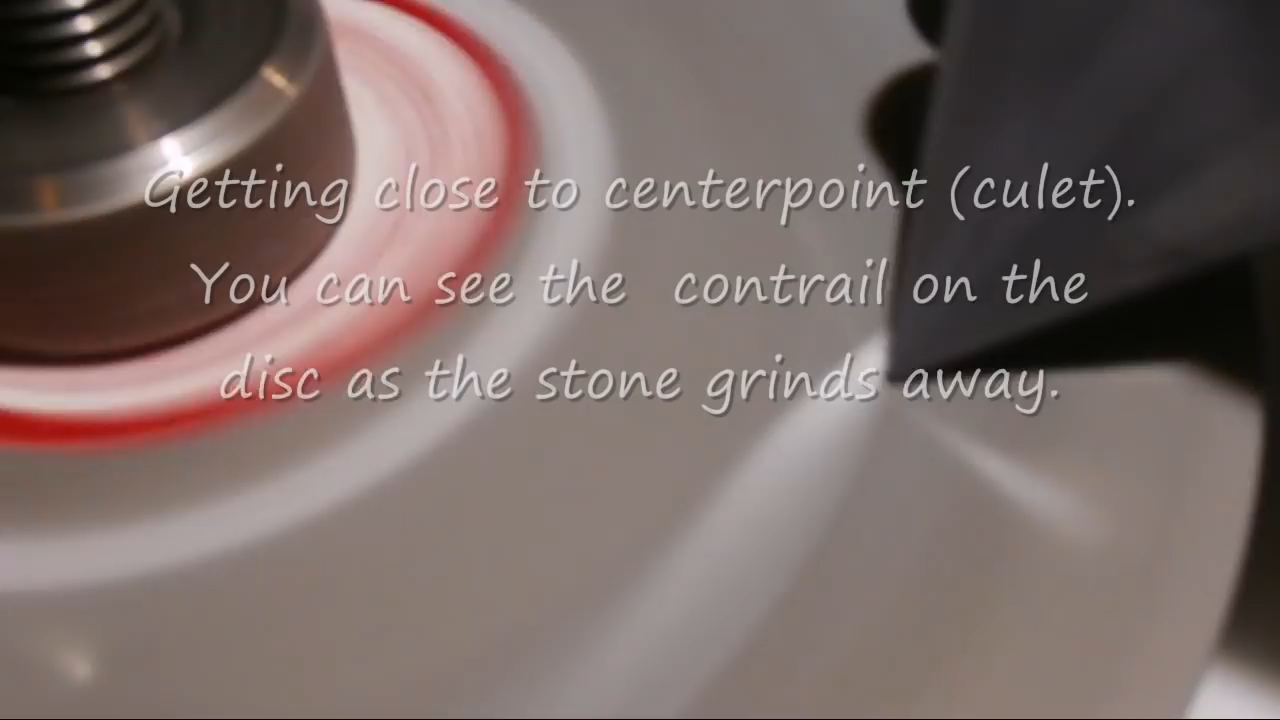 Getting close to centerpoint (culet).
You can see the  contrail on the
disc as the stone grinds away.